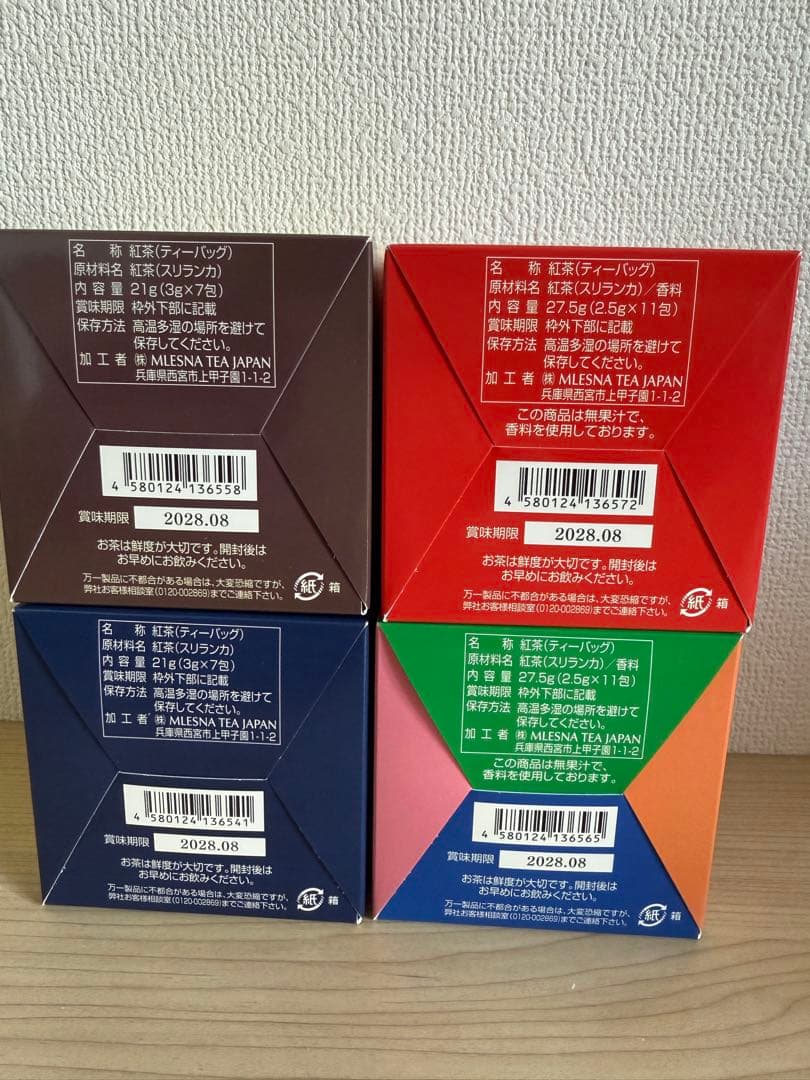 名 称 紅茶(ティーバッグ)
原材料名 紅茶(スリランカ)
内 容 量 21g(3g×7包)
賞味期限 枠外下部に記載
保存方法 高温多湿の場所を避けて
保存してください。
加 工 者 ㈱ MLESNA TEA JAPAN
兵庫県西宮市上甲子園1-1-2
4 580124 136558
賞味期限 2028.08
お茶は鮮度が大切です。開封後は
お早めにお飲みください。
万一製品に不都合がある場合は、大変恐縮ですが、
弊社お客様相談室(0120-002869)までご連絡下さい。
紙 箱
名 称 紅茶(ティーバッグ)
原材料名 紅茶(スリランカ)/香料
内 容 量 27.5g(2.5g×11包)
賞味期限 枠外下部に記載
保存方法 高温多湿の場所を避けて
保存してください。
加 工 者 ㈱ MLESNA TEA JAPAN
兵庫県西宮市上甲子園1-1-2
この商品は無果汁で、
香料を使用しております。
4 580124 136572
賞味期限 2028.08
お茶は鮮度が大切です。開封後は
お早めにお飲みください。
万一製品に不都合がある場合は、大変恐縮ですが、
弊社お客様相談室(0120-002869)までご連絡下さい。
紙 箱
名 称 紅茶(ティーバッグ)
原材料名 紅茶(スリランカ)
内 容 量 21g(3g×7包)
賞味期限 枠外下部に記載
保存方法 高温多湿の場所を避けて
保存してください。
加 工 者 ㈱ MLESNA TEA JAPAN
兵庫県西宮市上甲子園1-1-2
4 580124 136541
賞味期限 2028.08
お茶は鮮度が大切です。開封後は
お早めにお飲みください。
万一製品に不都合がある場合は、大変恐縮ですが、
弊社お客様相談室(0120-002869)までご連絡下さい。
紙 箱
名 称 紅茶(ティーバッグ)
原材料名 紅茶(スリランカ)/香料
内 容 量 27.5g(2.5g×11包)
賞味期限 枠外下部に記載
保存方法 高温多湿の場所を避けて
保存してください。
加 工 者 ㈱ MLESNA TEA JAPAN
兵庫県西宮市上甲子園1-1-2
この商品は無果汁で、
香料を使用しております。
4 580124 136565
賞味期限 2028.08
お茶は鮮度が大切です。開封後は
お早めにお飲みください。
万一製品に不都合がある場合は、大変恐縮ですが、
弊社お客様相談室(0120-002869)までご連絡下さい。
紙 箱